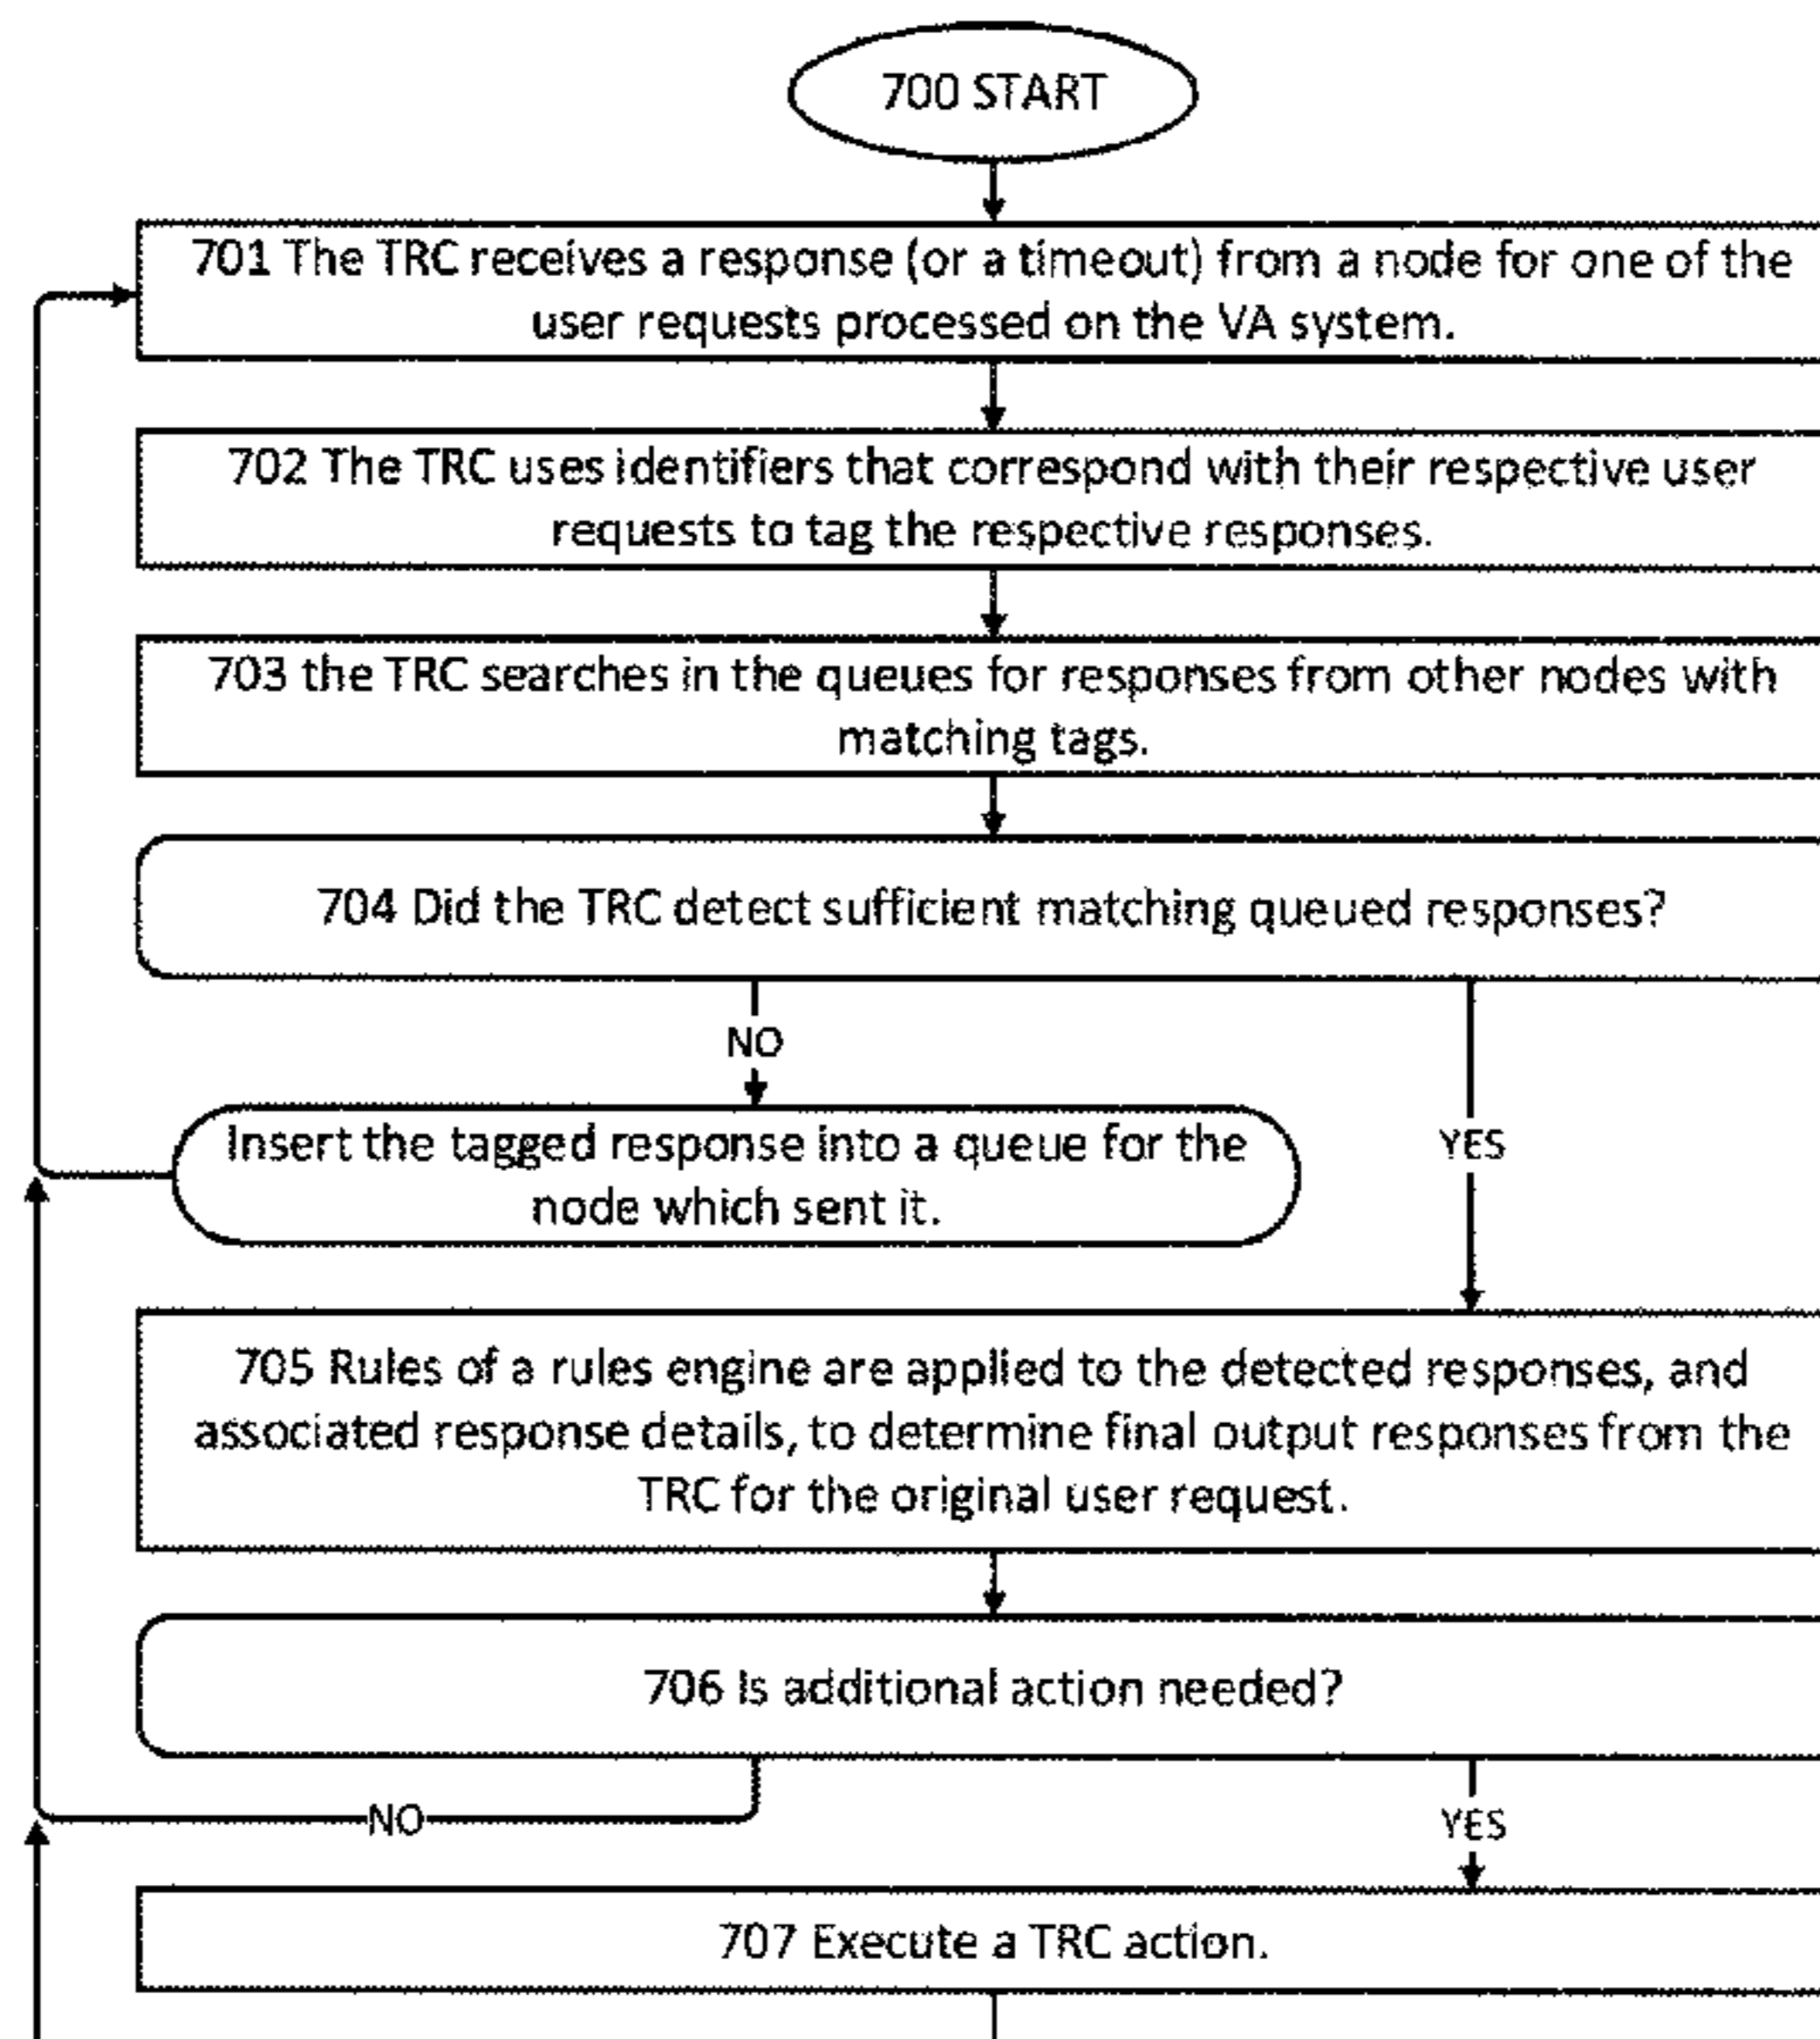 700 START
701 The TRC receives a response (or a timeout) from a node for one of the
user requests processed on the VA system.
702 The TRC uses identifiers that correspond with their respective user
requests to tag the respective responses.
703 the TRC searches in the queues for responses from other nodes with
matching tags.
704 Did the TRC detect sufficient matching queued responses?
NO
YES
Insert the tagged response into a queue for the
node which sent it.
705 Rules of a rules engine are applied to the detected responses, and
associated response details, to determine final output responses from the
TRC for the original user request.
706 Is additional action needed?
NO
YES
707 Execute a TRC action.